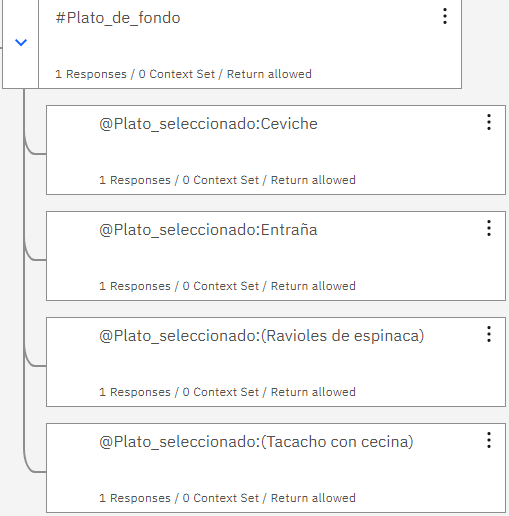 #Plato_de_fondo
1 Responses / 0 Context Set / Return allowed
@Plato_seleccionado:Ceviche
1 Responses / 0 Context Set / Return allowed
@Plato_seleccionado:Entraña
1 Responses / 0 Context Set / Return allowed
@Plato_seleccionado:(Ravioles de espinaca)
1 Responses / 0 Context Set / Return allowed
@Plato_seleccionado:(Tacacho con cecina)
1 Responses / 0 Context Set / Return allowed